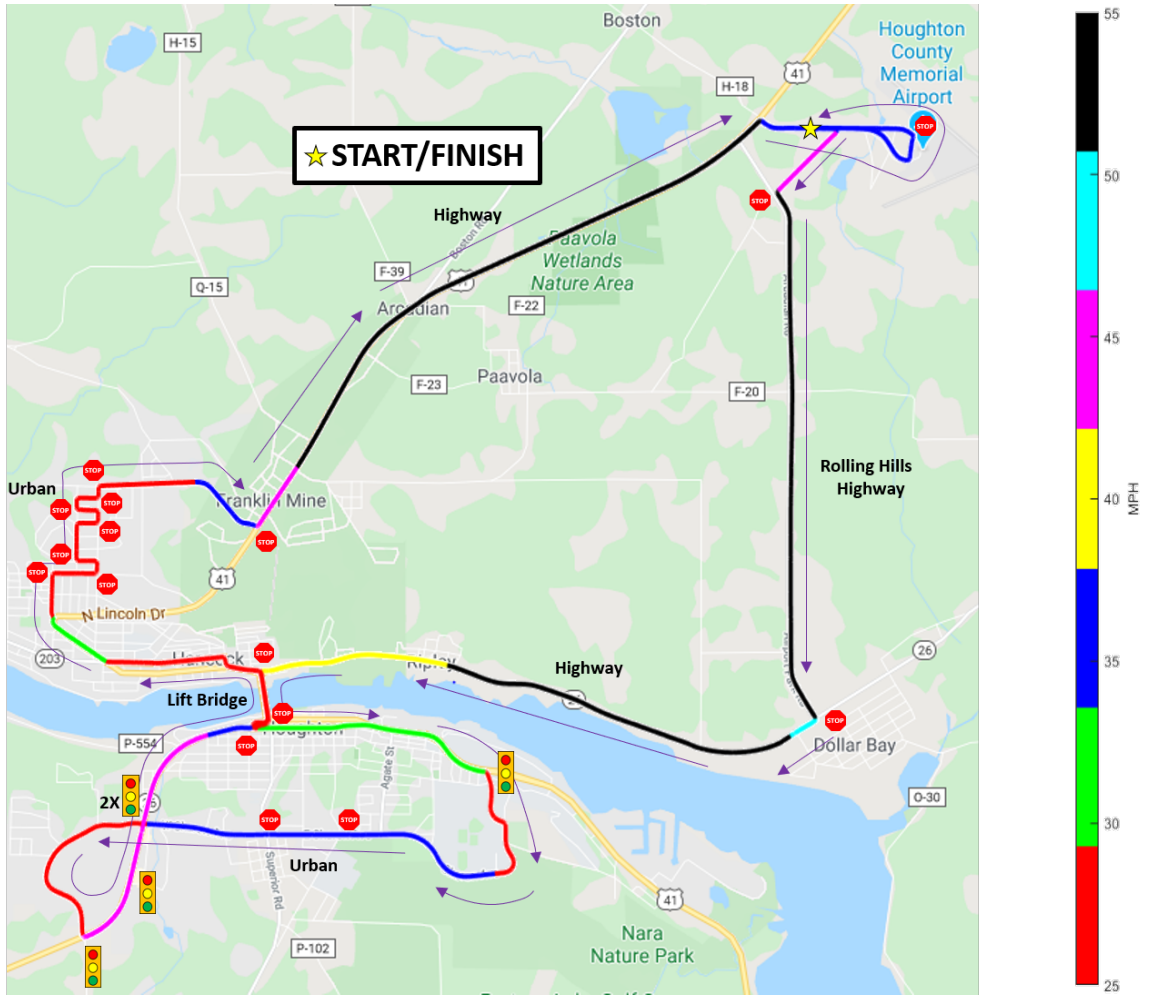 Boston
H-15
41
Houghton
County
Memorial
Airport
H-18
STOP
START/FINISH
STOP
Highway
Boston Rd
F-39
Paavola
Wetlands
Nature Area
Q-15
Arcadian
F-22
Paavola
F-23
F-20
Rolling Hills
Highway
STOP
Urban
STOP
STOP
STOP
STOP
STOP
STOP
Franklin Mine
STOP
41
N Lincoln Dr
203
Hancock
STOP
Ripley
Highway
26
Lift Bridge
STOP
STOP
Houghton
P-554
STOP
Dollar Bay
Agate St
O-30
2X
26
STOP
STOP
Urban
Superior Rd
41
P-102
Nara
Nature Park
55
50
45
40
35
30
25
MPH